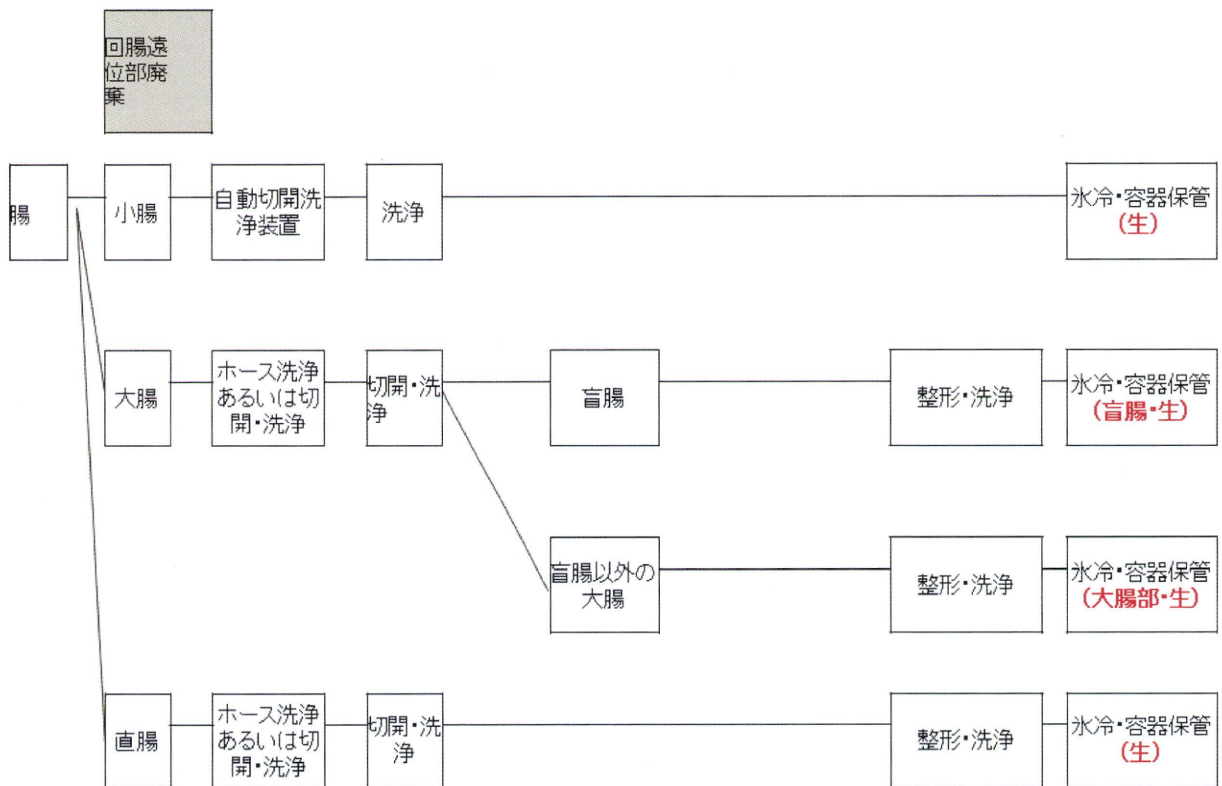 回腸遠
位部廃
棄
腸
小腸
自動切開洗
浄装置
洗浄
氷冷・容器保管
(生)
大腸
ホース洗浄
あるいは切
開・洗浄
切開・洗
浄
盲腸
整形・洗浄
氷冷・容器保管
(盲腸・生)
盲腸以外の
大腸
整形・洗浄
氷冷・容器保管
(大腸部・生)
直腸
ホース洗浄
あるいは切
開・洗浄
切開・洗
浄
整形・洗浄
氷冷・容器保管
(生)